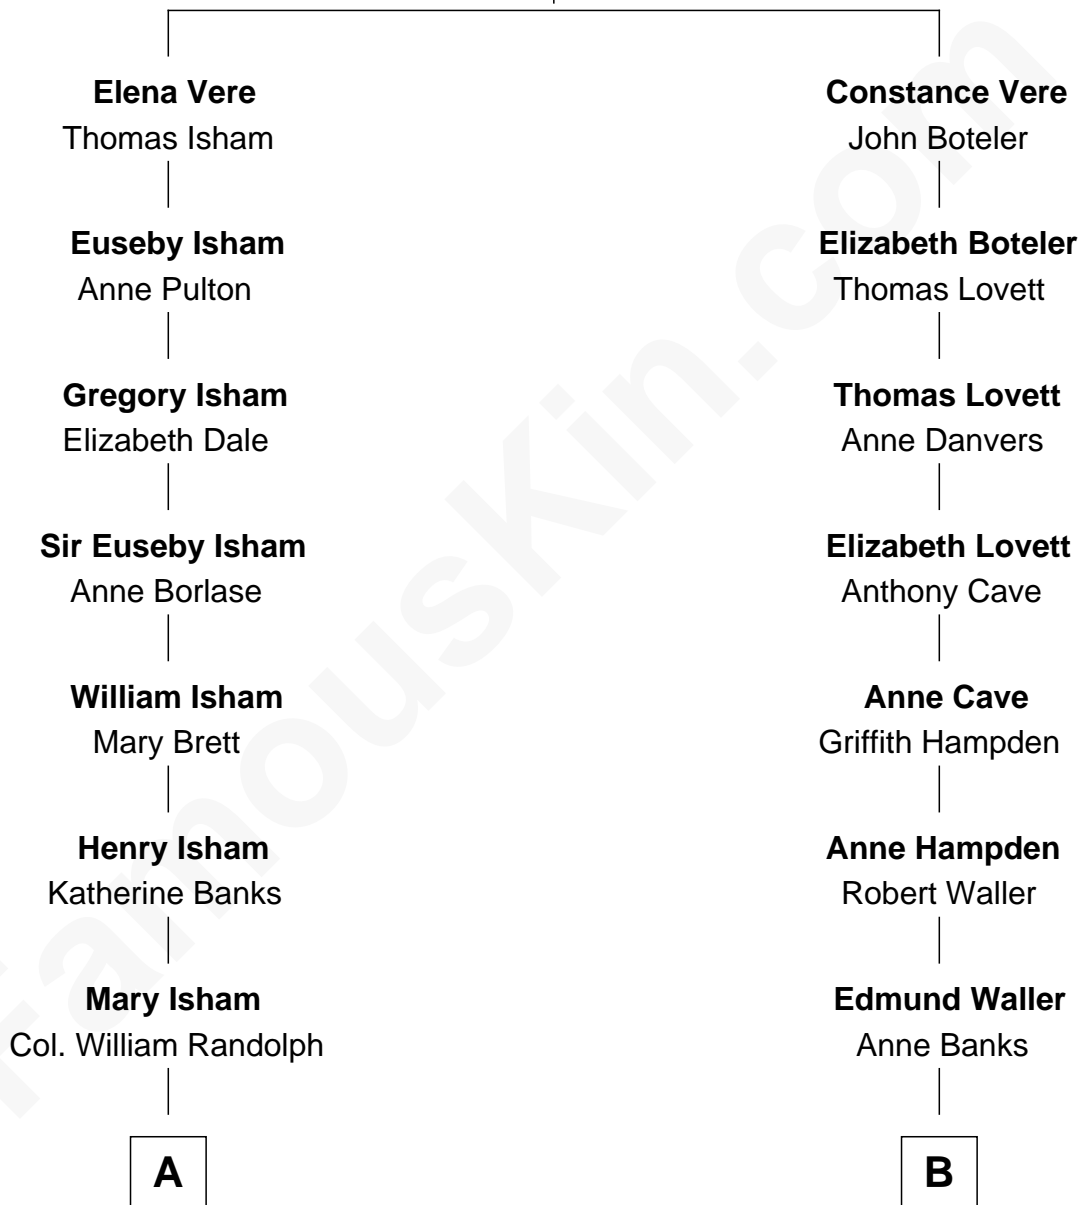 Elena Vere
Thomas Isham
Euseby Isham
Anne Pulton
Gregory Isham
Elizabeth Dale
Sir Euseby Isham
Anne Borlase
William Isham
Mary Brett
Henry Isham
Katherine Banks
Mary Isham
Col. William Randolph
A
Constance Vere
John Boteler
Elizabeth Boteler
Thomas Lovett
Thomas Lovett
Anne Danvers
Elizabeth Lovett
Anthony Cave
Anne Cave
Griffith Hampden
Anne Hampden
Robert Waller
Edmund Waller
Anne Banks
B
FamousKin.com